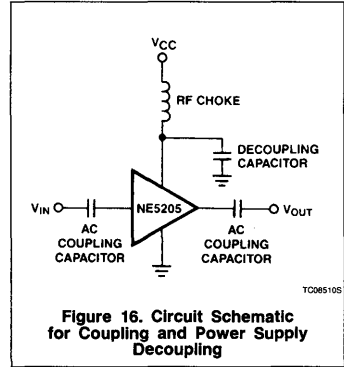 VCC
RF CHOKE
DECOUPLING
CAPACITOR
VIN
NE5205
VOUT
AC
COUPLING
CAPACITOR
AC
COUPLING
CAPACITOR
TC08510S
Figure 16. Circuit Schematic
for Coupling and Power Supply
Decoupling